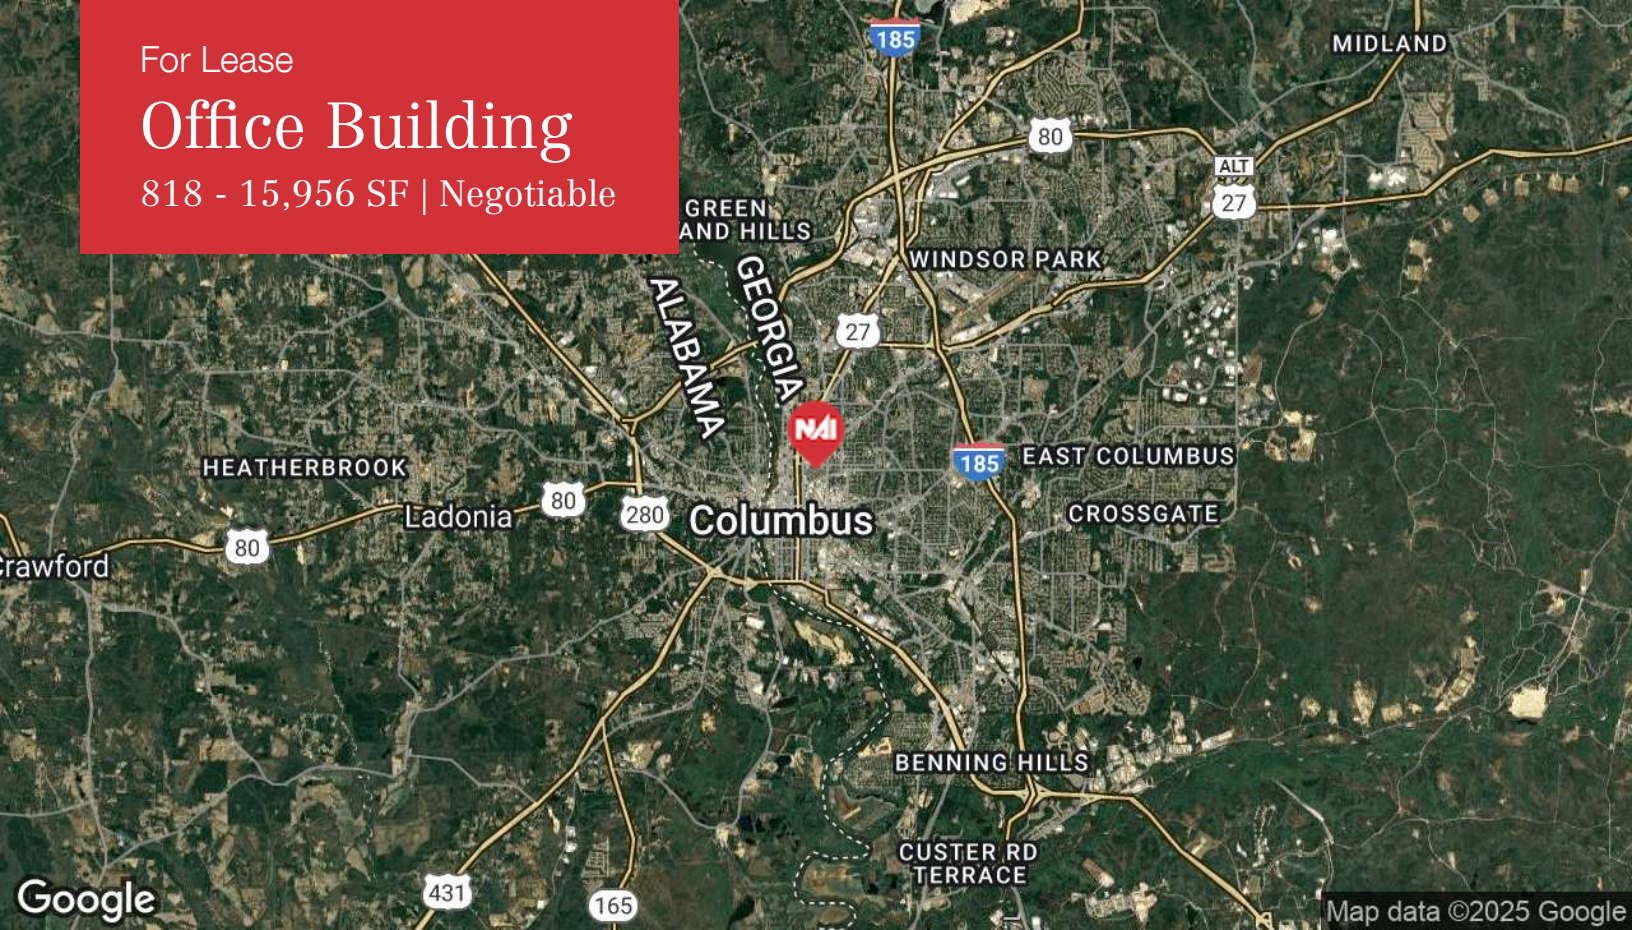 For Lease
Office Building
818 - 15,956 SF | Negotiable
185
MIDLAND
80
ALT
27
GREEN
AND HILLS
WINDSOR PARK
GEORGIA
ALABAMA
27
NAI
HEATHERBROOK
185
EAST COLUMBUS
80
Ladonia
280
Columbus
CROSSGATE
80
Crawford
BENNING HILLS
CUSTER RD
TERRACE
431
165
Google
Map data ©2025 Google